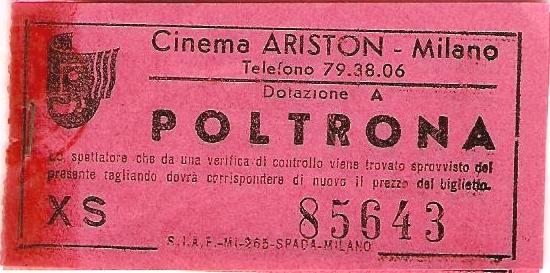 Cinema ARISTON - Milano
Telefono 79.38.06
Dotazione A
POLTRONA
Lo spettatore che da una verifica di controllo viene trovato sprovvisto del
presente tagliando dovrà corrispondere di nuovo il prezzo del biglietto.
XS 85643
S.I.A.E.-MI-265-SPADA-MILANO